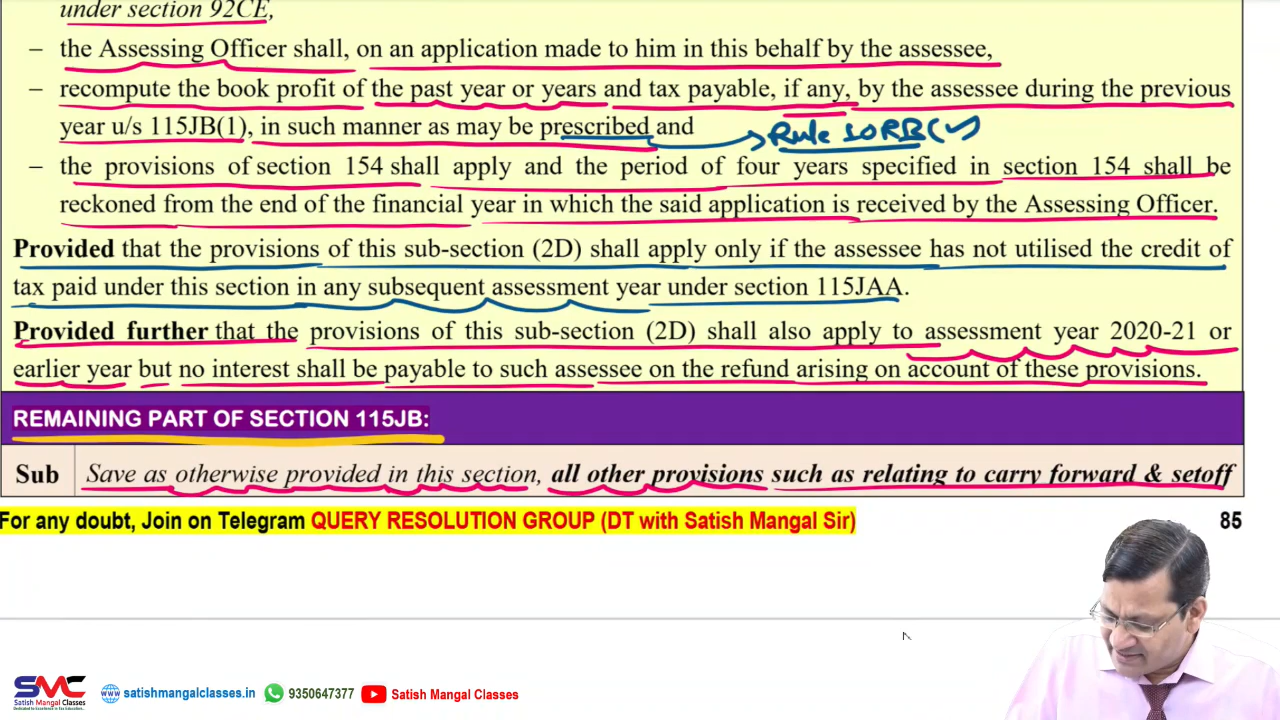 under section 92CE,
– the Assessing Officer shall, on an application made to him in this behalf by the assessee,
– recompute the book profit of the past year or years and tax payable, if any, by the assessee during the previous
year u/s 115JB(1), in such manner as may be prescribed and Rule 10RB(✓)
– the provisions of section 154 shall apply and the period of four years specified in section 154 shall be
reckoned from the end of the financial year in which the said application is received by the Assessing Officer.
Provided that the provisions of this sub-section (2D) shall apply only if the assessee has not utilised the credit of
tax paid under this section in any subsequent assessment year under section 115JAA.
Provided further that the provisions of this sub-section (2D) shall also apply to assessment year 2020-21 or
earlier year but no interest shall be payable to such assessee on the refund arising on account of these provisions.
REMAINING PART OF SECTION 115JB:
Sub Save as otherwise provided in this section, all other provisions such as relating to carry forward & setoff
For any doubt, Join on Telegram QUERY RESOLUTION GROUP (DT with Satish Mangal Sir) 85
SMC
Satish Mangal Classes
satishmangalclasses.in 9350647377 Satish Mangal Classes